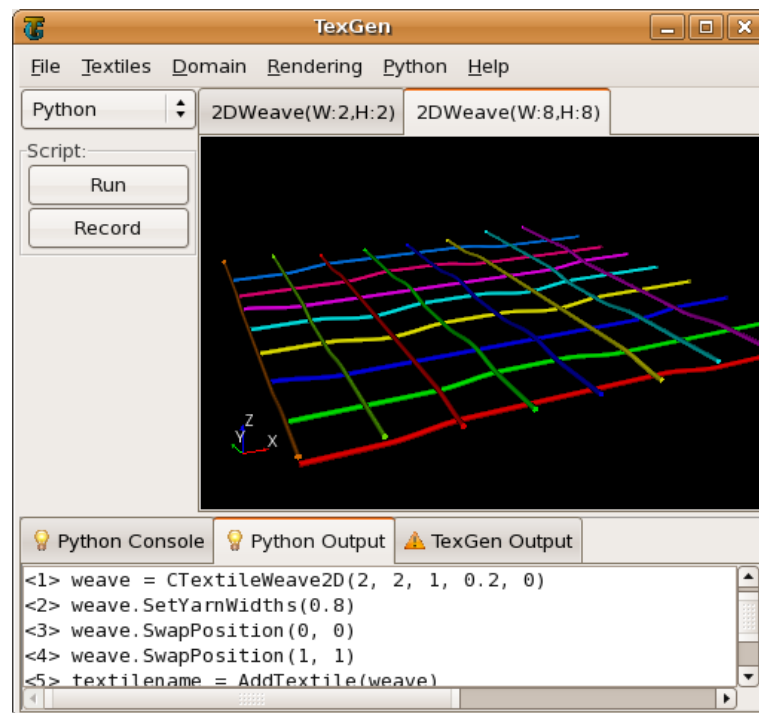 TexGen
File Textiles Domain Rendering Python Help
Python
2DWeave(W:2,H:2)
2DWeave(W:8,H:8)
Script:
Run
Record
Z
Y
X
Python Console
Python Output
TexGen Output
<1> weave = CTextileWeave2D(2, 2, 1, 0.2, 0)
<2> weave.SetYarnWidths(0.8)
<3> weave.SwapPosition(0, 0)
<4> weave.SwapPosition(1, 1)
<5> textilename = AddTextile(weave)